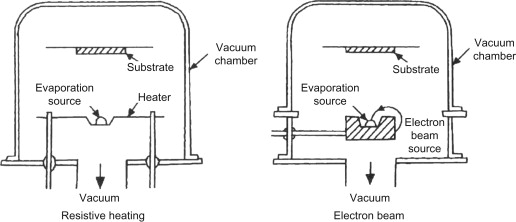 Vacuum
chamber
Substrate
Evaporation
source
Heater
Vacuum
Resistive heating
Vacuum
chamber
Substrate
Evaporation
source
Electron
beam
source
Vacuum
Electron beam